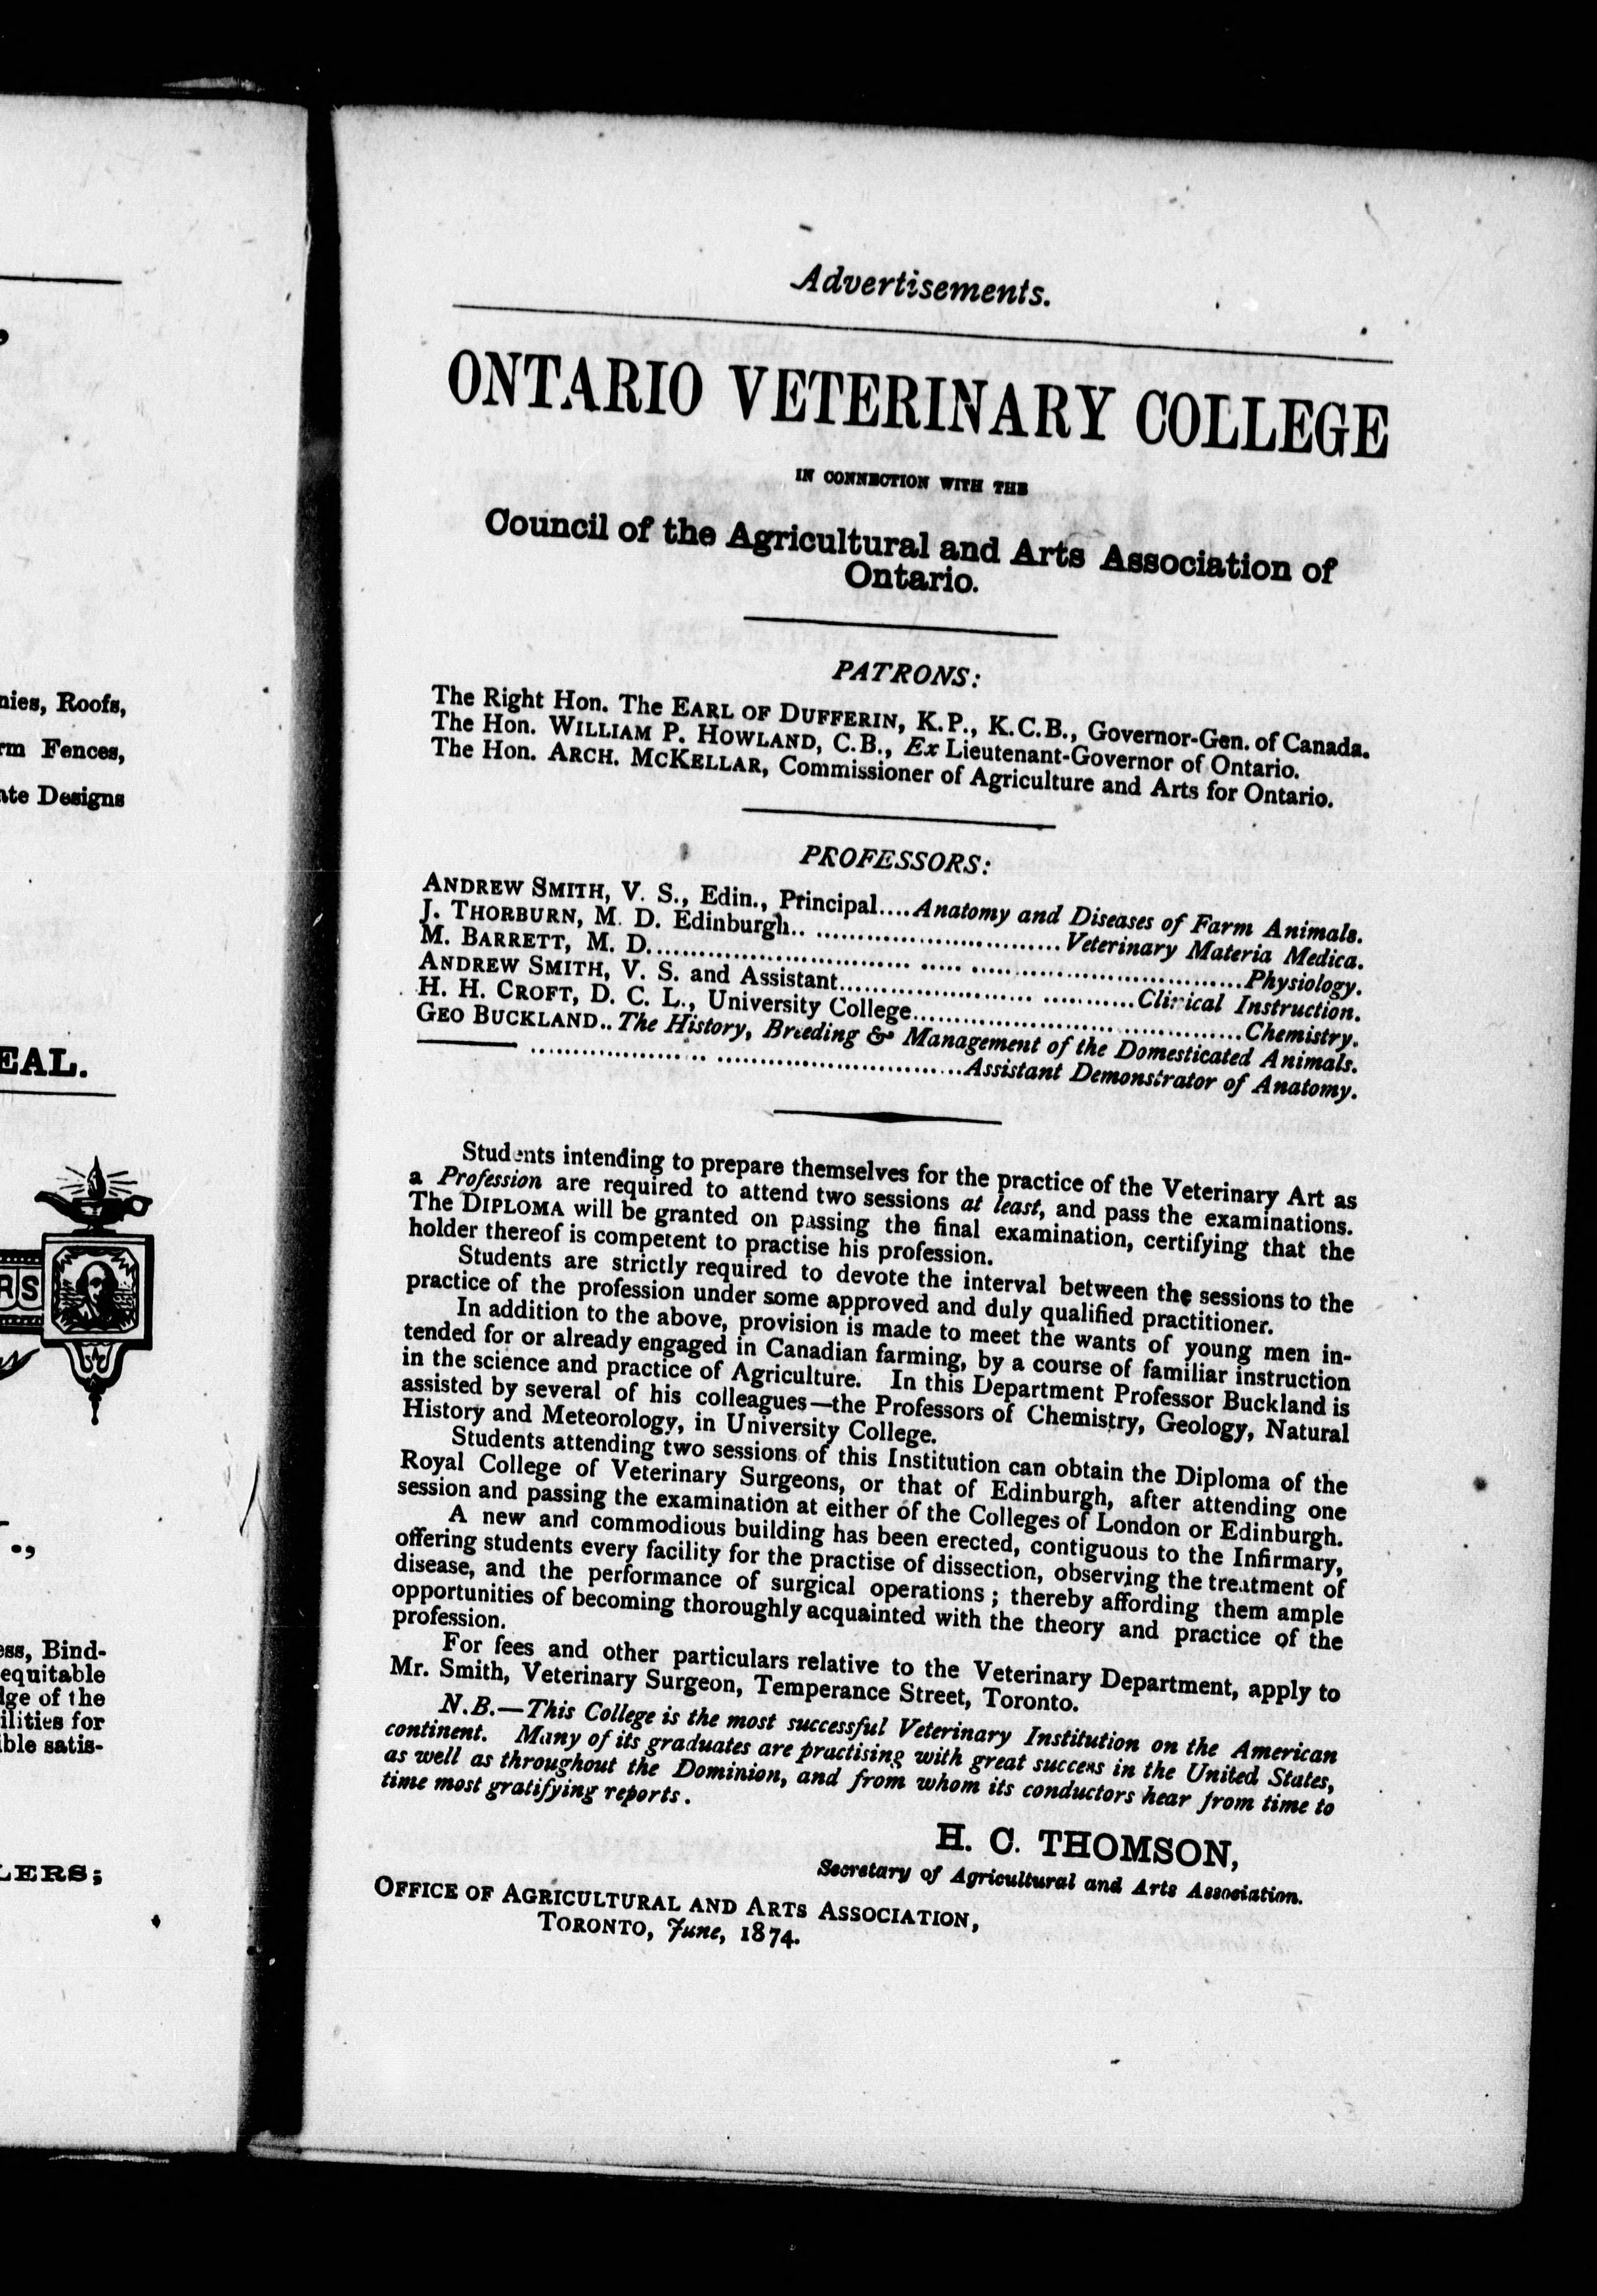 nies, Roofs,
rm Fences,
ate Designs
EAL.
RS
ess, Bind-
equitable
dge of the
ilities for
ible satis-
LERS;
Advertisements.
ONTARIO VETERINARY COLLEGE
IN CONNECTION WITH THE
Council of the Agricultural and Arts Association of
Ontario.
PATRONS:
The Right Hon. The EARL OF DUFFERIN, K.P., K.C.B., Governor-Gen. of Canada.
The Hon. WILLIAM P. HOWLAND, C.B., Ex Lieutenant-Governor of Ontario.
The Hon. ARCH. MCKELLAR, Commissioner of Agriculture and Arts for Ontario.
PROFESSORS:
ANDREW SMITH, V. S., Edin., Principal....Anatomy and Diseases of Farm Animals.
J. THORBURN, M. D. Edinburgh.................................Veterinary Materia Medica.
M. BARRETT, M. D.......................................................Physiology.
ANDREW SMITH, V. S. and Assistant...................................Clinical Instruction.
H. H. CROFT, D. C. L., University College...................................Chemistry.
GEO BUCKLAND..The History, Breeding & Management of the Domesticated Animals.
——— ..............................................Assistant Demonstrator of Anatomy.
Students intending to prepare themselves for the practice of the Veterinary Art as
a Profession are required to attend two sessions at least, and pass the examinations.
The DIPLOMA will be granted on passing the final examination, certifying that the
holder thereof is competent to practise his profession.
Students are strictly required to devote the interval between the sessions to the
practice of the profession under some approved and duly qualified practitioner.
In addition to the above, provision is made to meet the wants of young men in-
tended for or already engaged in Canadian farming, by a course of familiar instruction
in the science and practice of Agriculture. In this Department Professor Buckland is
assisted by several of his colleagues—the Professors of Chemistry, Geology, Natural
History and Meteorology, in University College.
Students attending two sessions of this Institution can obtain the Diploma of the
Royal College of Veterinary Surgeons, or that of Edinburgh, after attending one
session and passing the examination at either of the Colleges of London or Edinburgh.
A new and commodious building has been erected, contiguous to the Infirmary,
offering students every facility for the practise of dissection, observing the treatment of
disease, and the performance of surgical operations; thereby affording them ample
opportunities of becoming thoroughly acquainted with the theory and practice of the
profession.
For fees and other particulars relative to the Veterinary Department, apply to
Mr. Smith, Veterinary Surgeon, Temperance Street, Toronto.
N.B.—This College is the most successful Veterinary Institution on the American
continent. Many of its graduates are practising with great success in the United States,
as well as throughout the Dominion, and from whom its conductors hear from time to
time most gratifying reports.
H. C. THOMSON,
Secretary of Agricultural and Arts Association.
OFFICE OF AGRICULTURAL AND ARTS ASSOCIATION,
TORONTO, June, 1874.